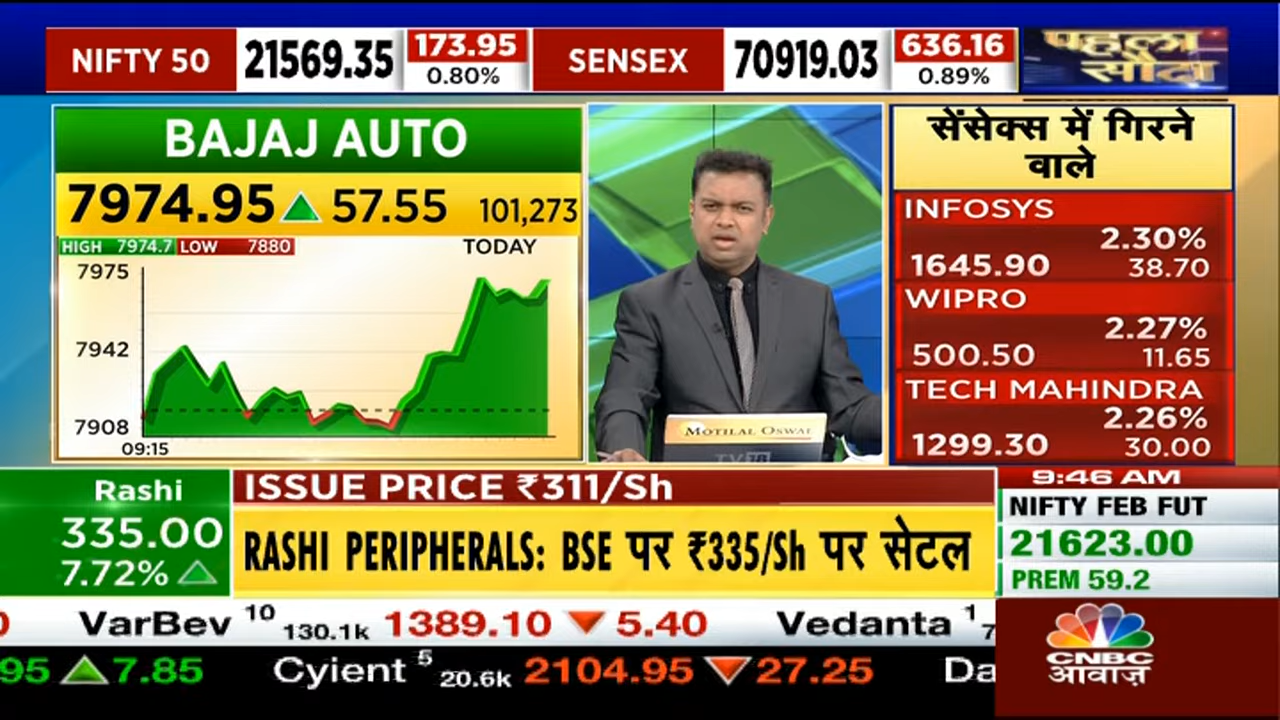 NIFTY 50 21569.35 173.95 0.80% SENSEX 70919.03 636.16 0.89% पहला सौदा
BAJAJ AUTO
7974.95 57.55 101,273
HIGH 7974.7 LOW 7880 TODAY
7975
7942
7908
09:15
MOTILAL OSWAL
सेंसेक्स में गिरने
वाले
INFOSYS
2.30%
1645.90 38.70
WIPRO
2.27%
500.50 11.65
TECH MAHINDRA
2.26%
1299.30 30.00
Rashi
335.00
7.72%
ISSUE PRICE ₹311/Sh
RASHI PERIPHERALS: BSE पर ₹335/Sh पर सेटल
9:46 AM
NIFTY FEB FUT
21623.00
PREM 59.2
0 VarBev 10 130.1k 1389.10 5.40 Vedanta 1 7
95 7.85 Cyient 5 20.6k 2104.95 27.25 Da
CNBC
आवाज़